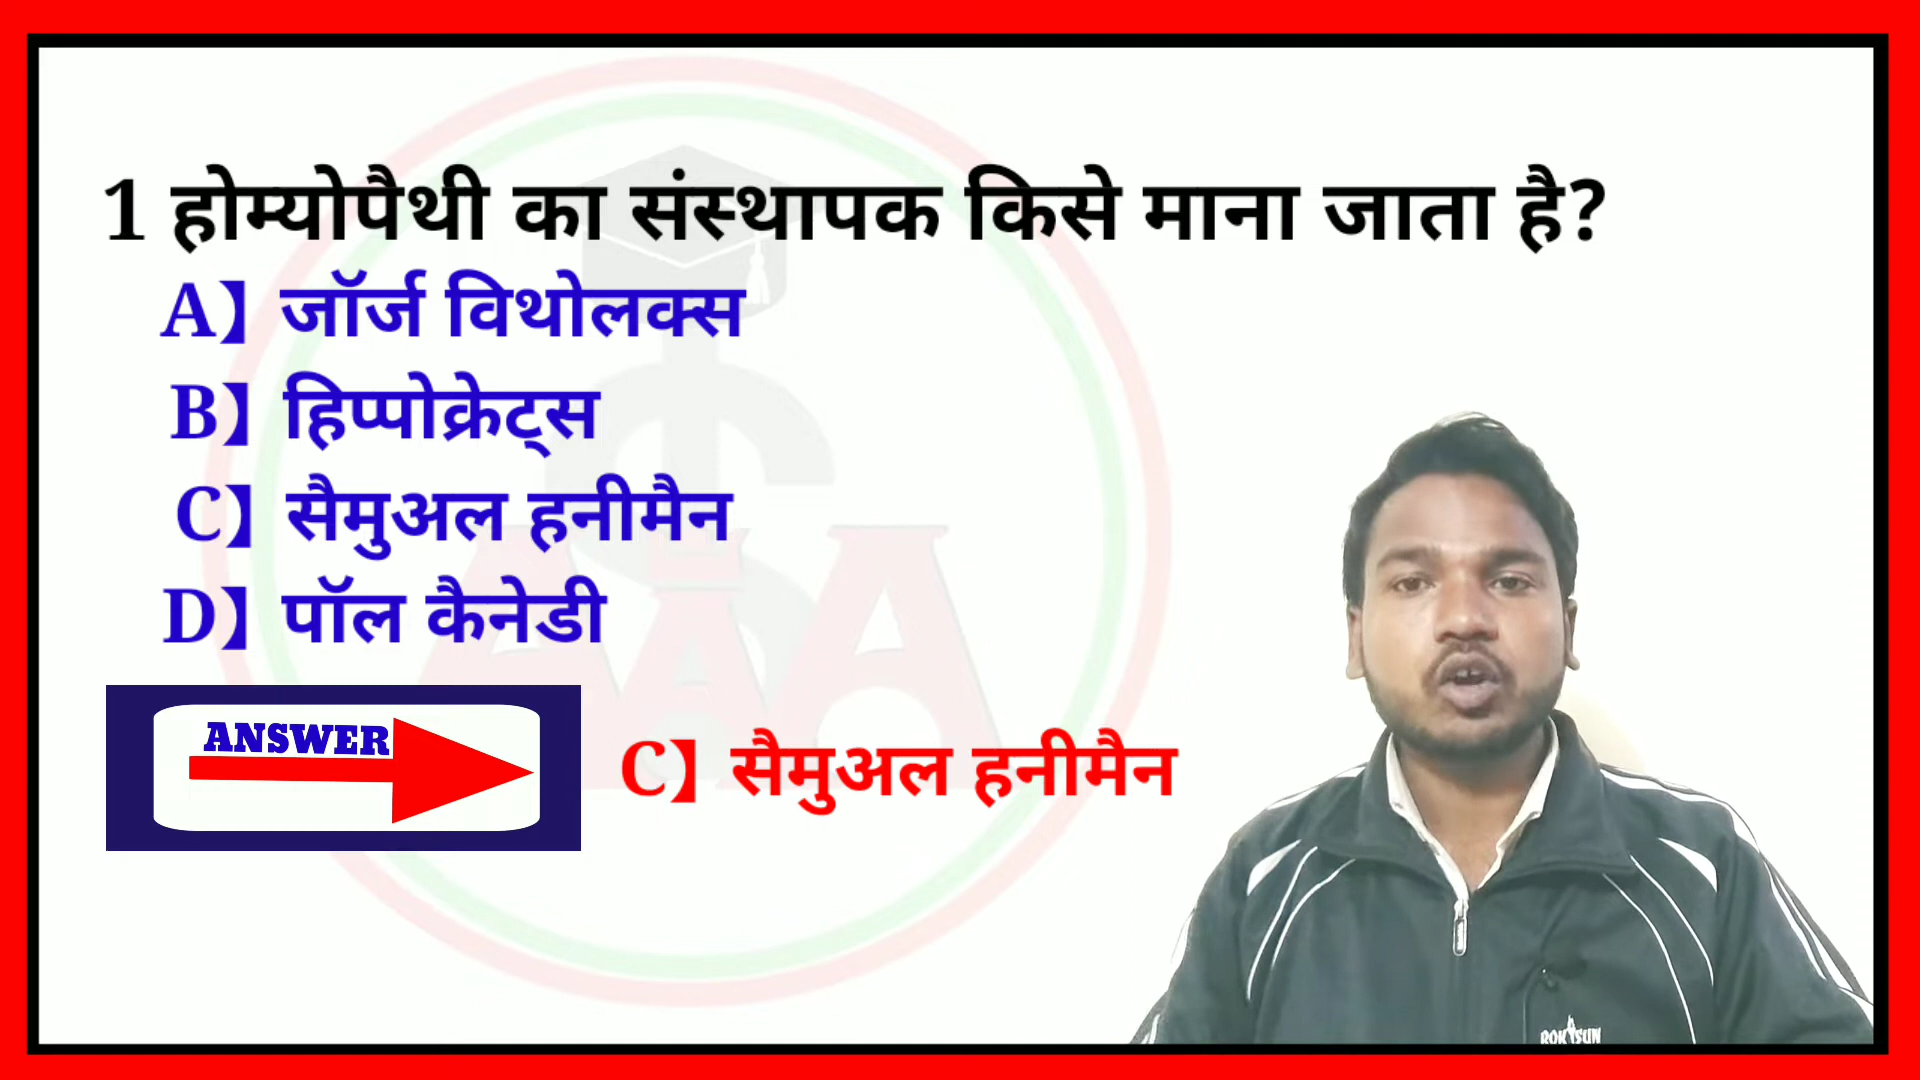 1 होम्योपैथी का संस्थापक किसे माना जाता है?
A】 जॉर्ज विथोलक्स
B】 हिप्पोक्रेट्स
C】 सैमुअल हनीमैन
D】 पॉल कैनेडी
ANSWER
C】 सैमुअल हनीमैन